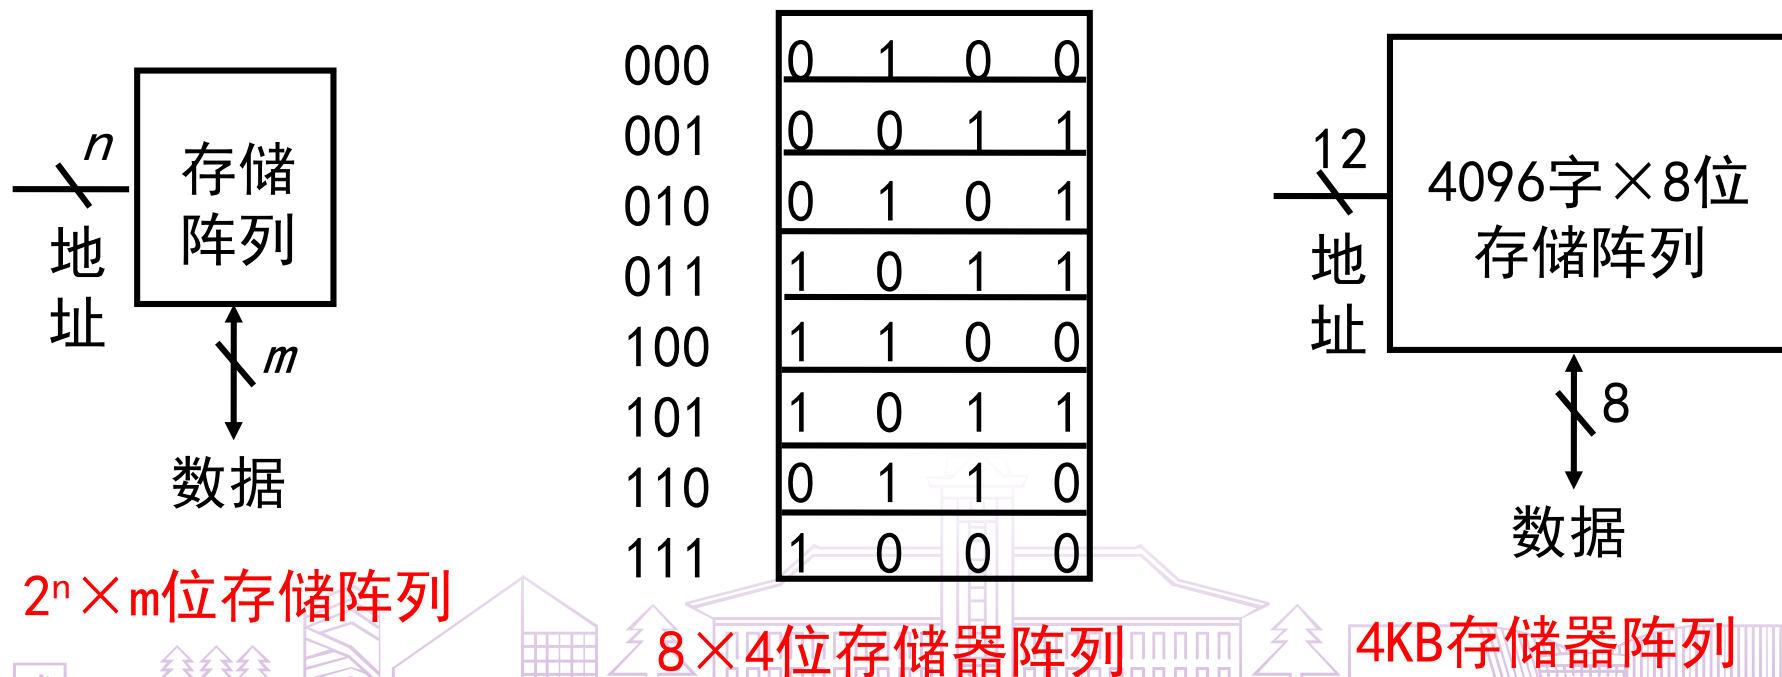 n
地
址
存储
阵列
m
数据
2ⁿ×m位存储阵列
000 0 1 0 0
001 0 0 1 1
010 0 1 0 1
011 1 0 1 1
100 1 1 0 0
101 1 0 1 1
110 0 1 1 0
111 1 0 0 0
8×4位存储器阵列
12
地
址
4096字×8位
存储阵列
8
数据
4KB存储器阵列